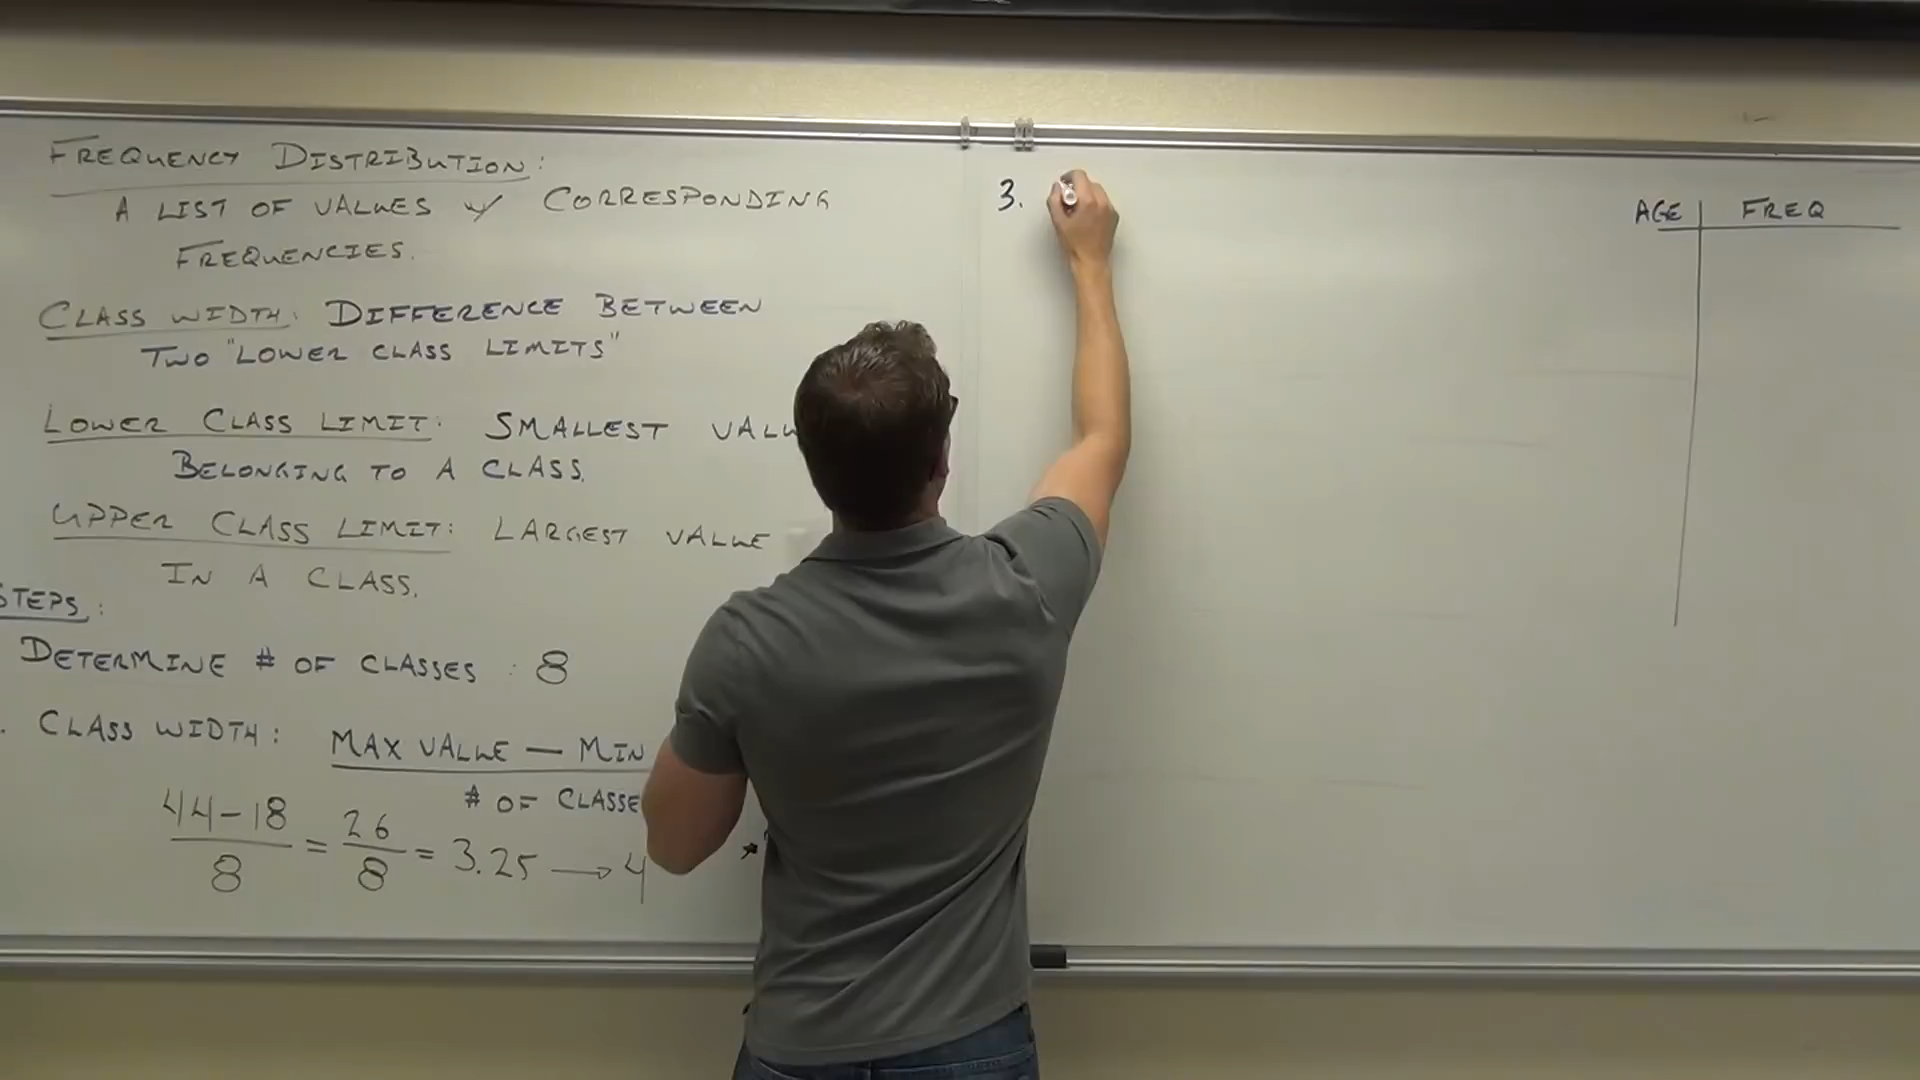 FREQUENCY DISTRIBUTION:
A LIST OF VALUES w/ CORRESPONDING
FREQUENCIES.
CLASS WIDTH: DIFFERENCE BETWEEN
TWO "LOWER CLASS LIMITS"
LOWER CLASS LIMIT: SMALLEST VALU
BELONGING TO A CLASS.
UPPER CLASS LIMIT: LARGEST VALUE
IN A CLASS.
STEPS:
DETERMINE # OF CLASSES : 8
. CLASS WIDTH: MAX VALUE — MIN
# OF CLASSE
44-18 / 8 = 26 / 8 = 3.25 → 4
3.
AGE | FREQ